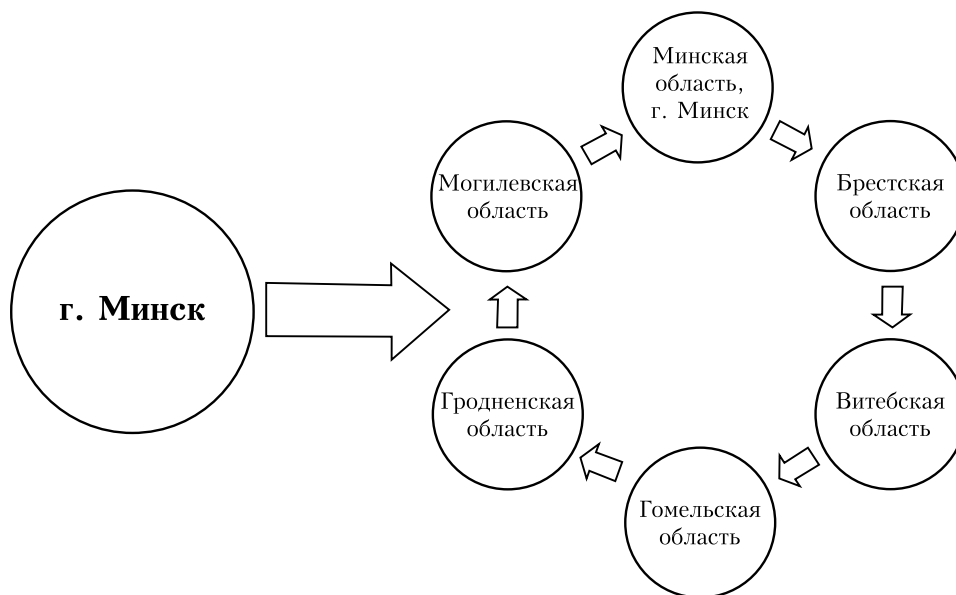 г. Минск
Минская
область,
г. Минск
Брестская
область
Витебская
область
Гомельская
область
Гродненская
область
Могилевская
область